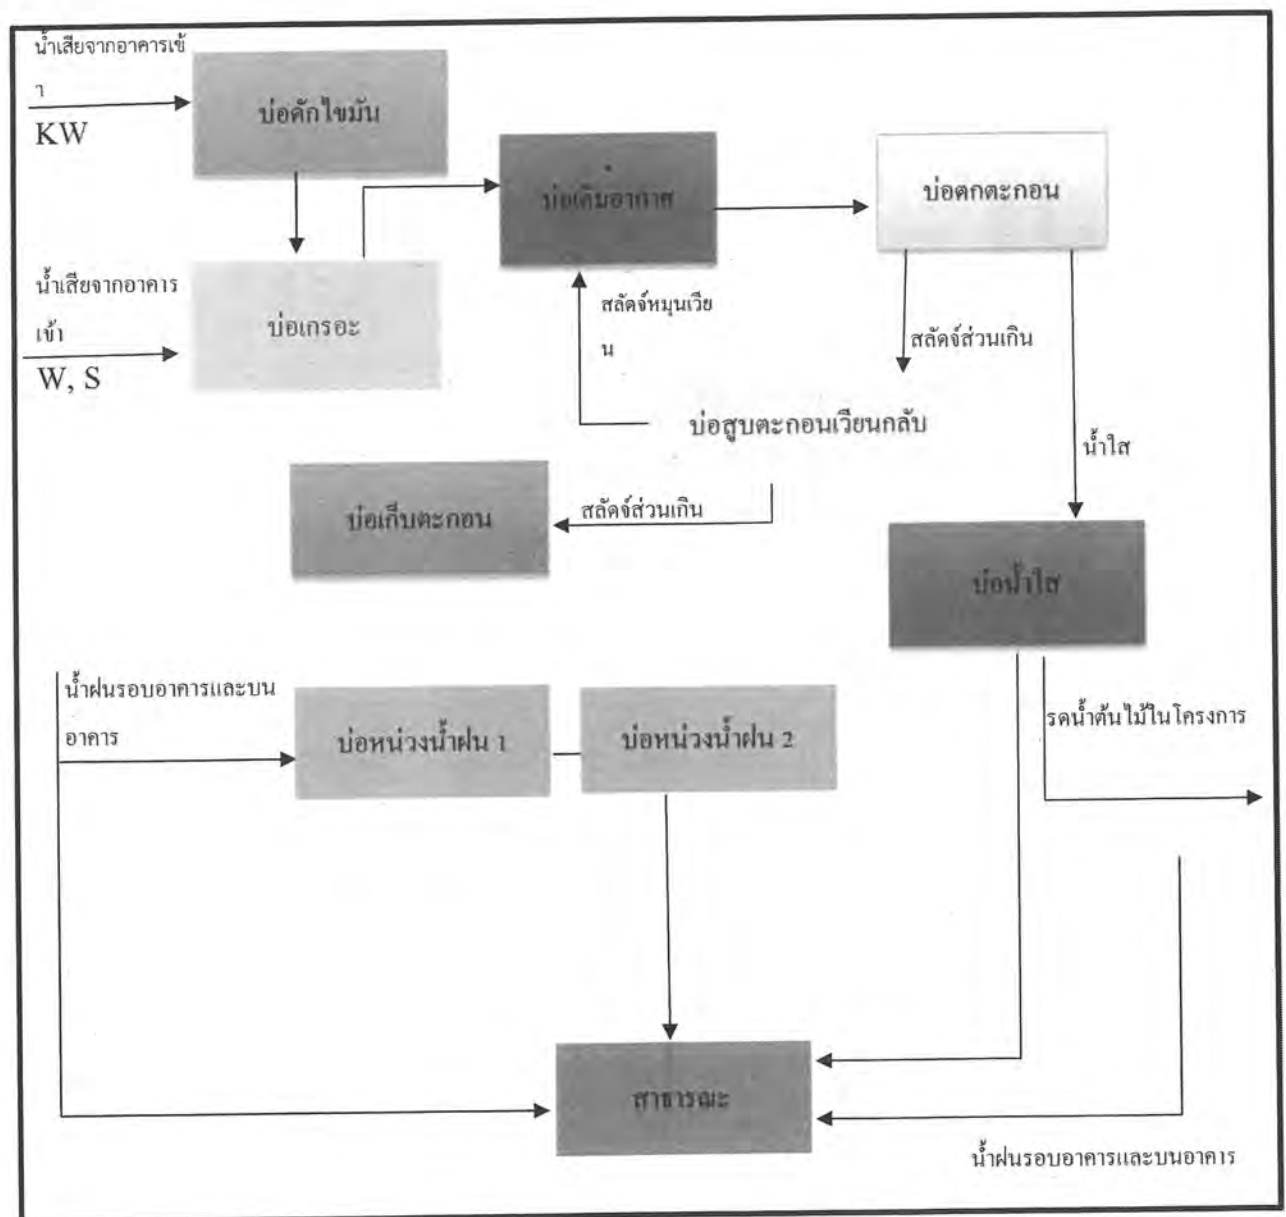 น้ำเสียจากอาคารเข้
า
KW
บ่อดักไขมัน
บ่อเติมอากาศ
บ่อตกตะกอน
น้ำเสียจากอาคาร
เข้า
W, S
บ่อเกรอะ
สลัดจ์หมุนเวีย
น
สลัดจ์ส่วนเกิน
บ่อสูบตะกอนเวียนกลับ
น้ำใส
บ่อเก็บตะกอน
สลัดจ์ส่วนเกิน
บ่อน้ำใส
น้ำฝนรอบอาคารและบน
อาคาร
บ่อหน่วงน้ำฝน 1
บ่อหน่วงน้ำฝน 2
รดน้ำต้นไม้ในโครงการ
สาธารณะ
น้ำฝนรอบอาคารและบนอาคาร